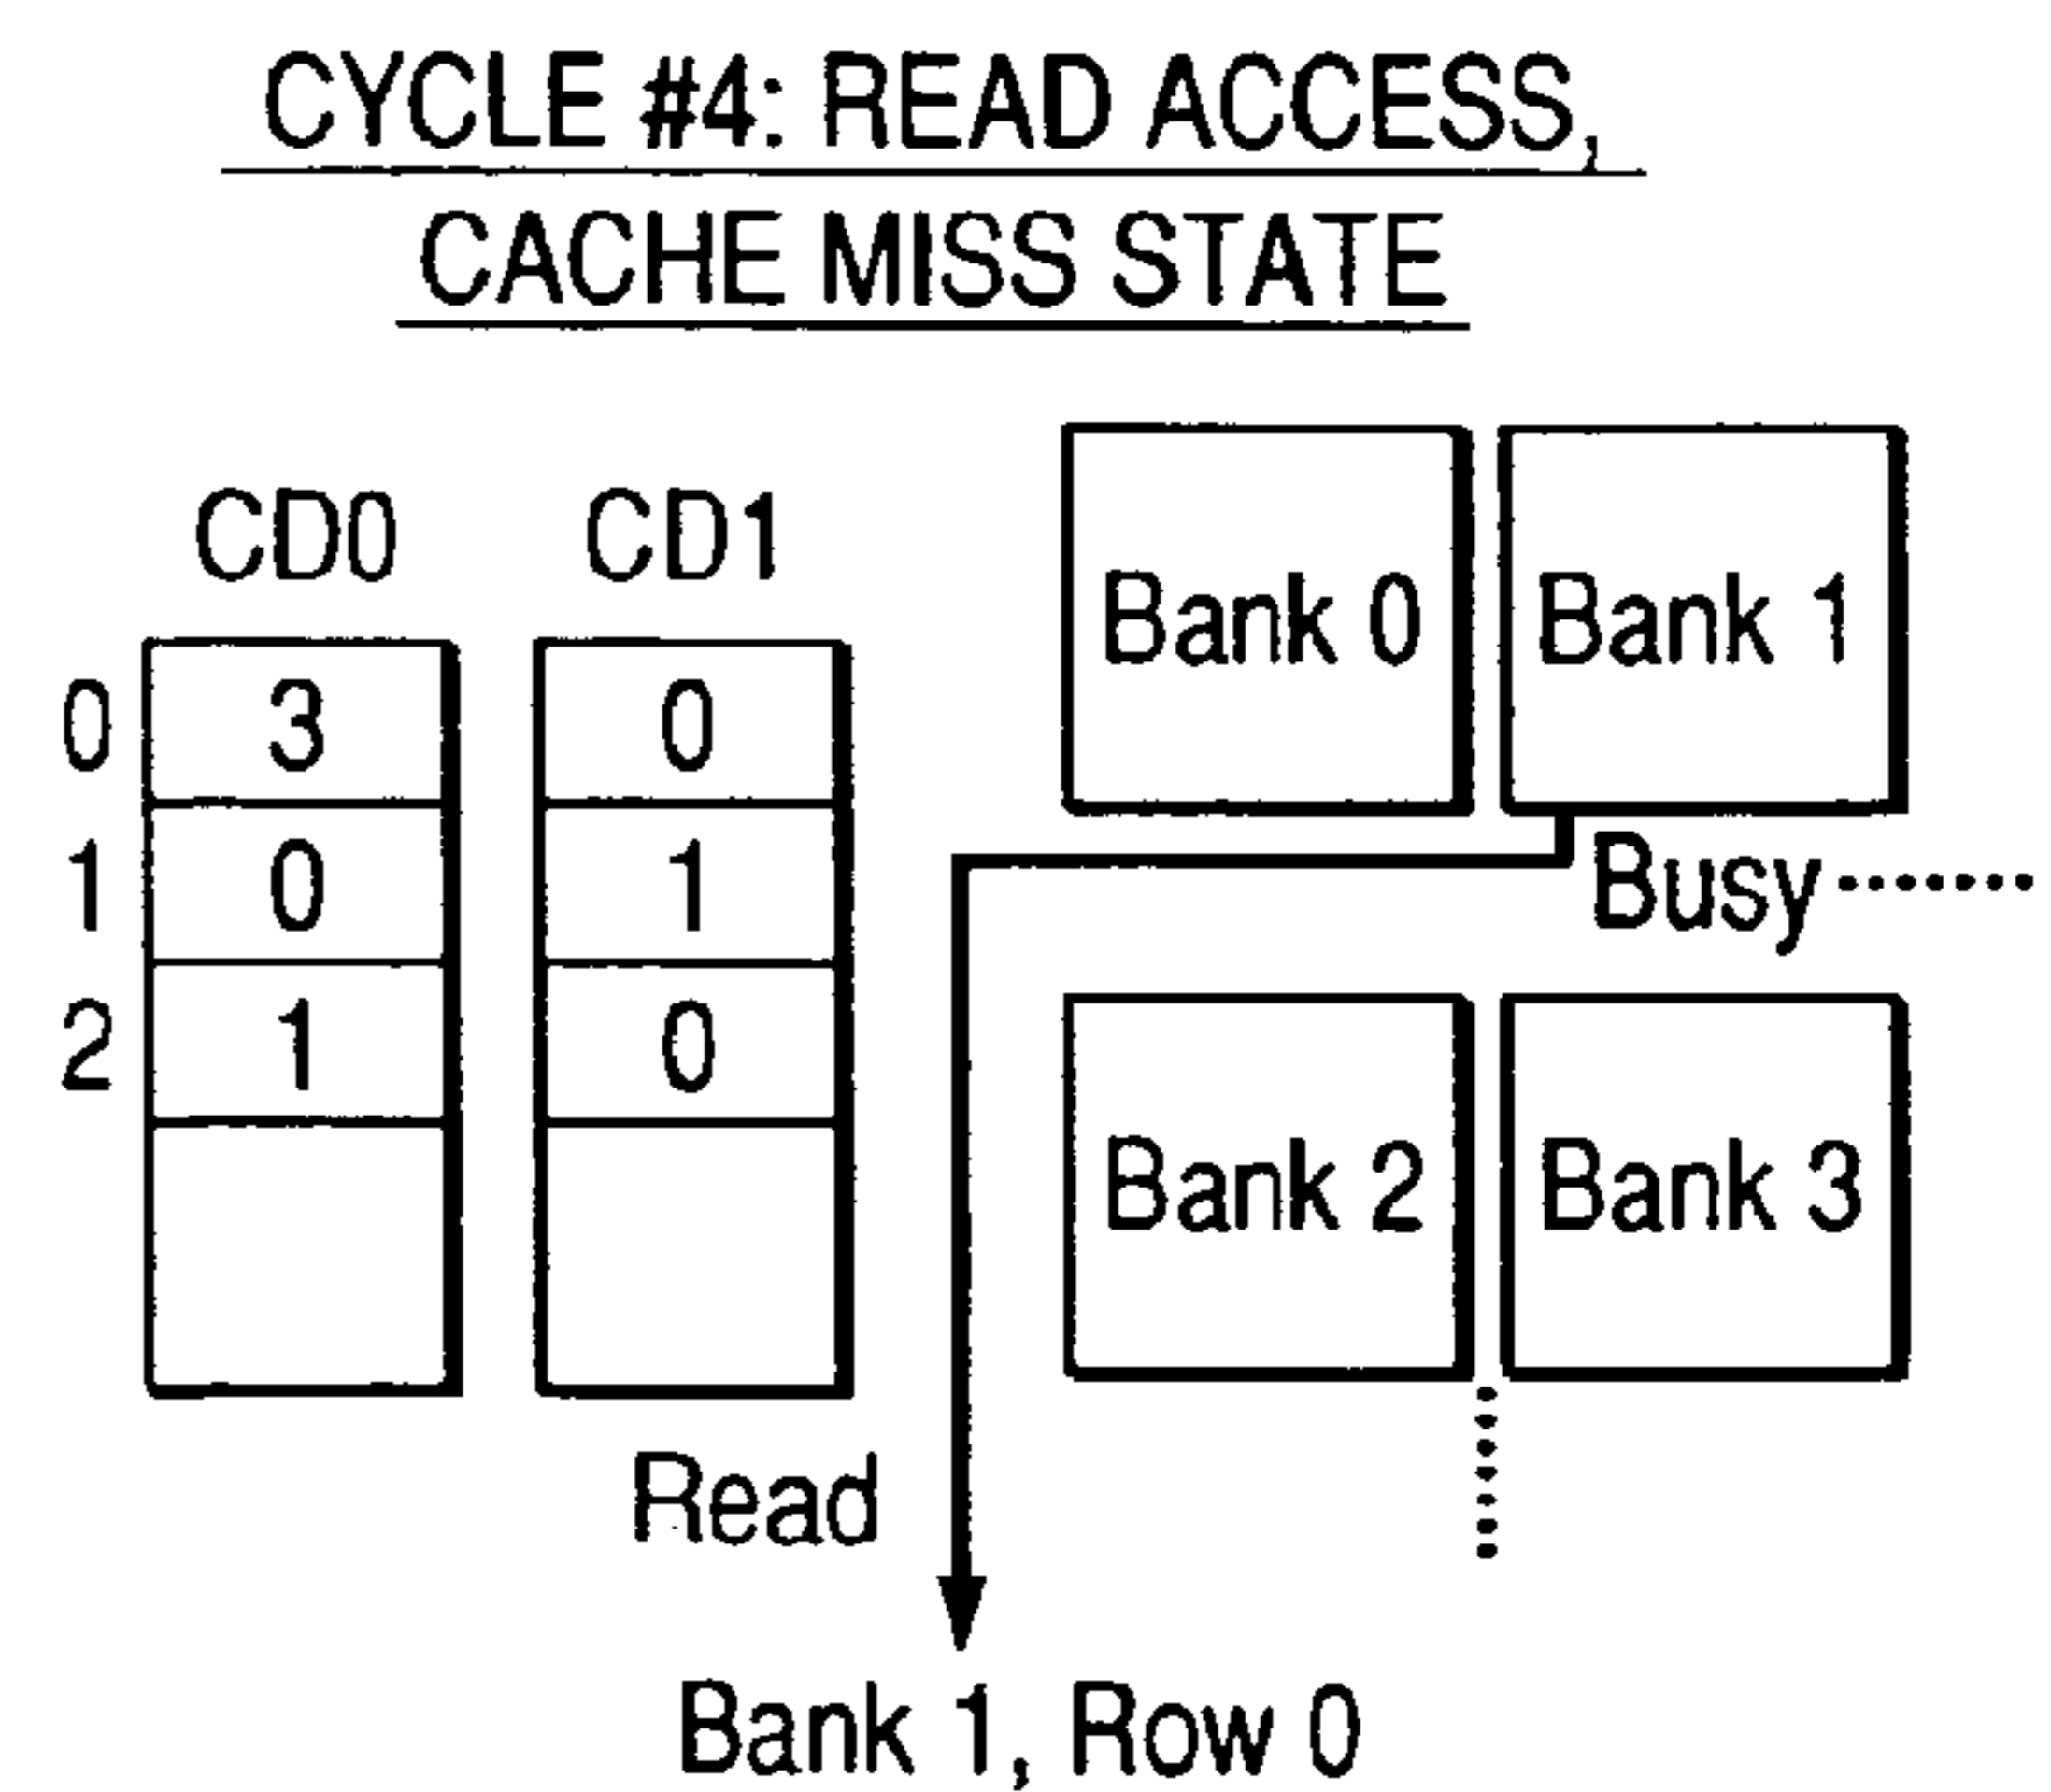 CYCLE #4: READ ACCESS,
CACHE MISS STATE
CD0 CD1
Bank 0 Bank 1
0 3 0
1 0 1
Busy
2 1 0
Bank 2 Bank 3
Read
Bank 1, Row 0